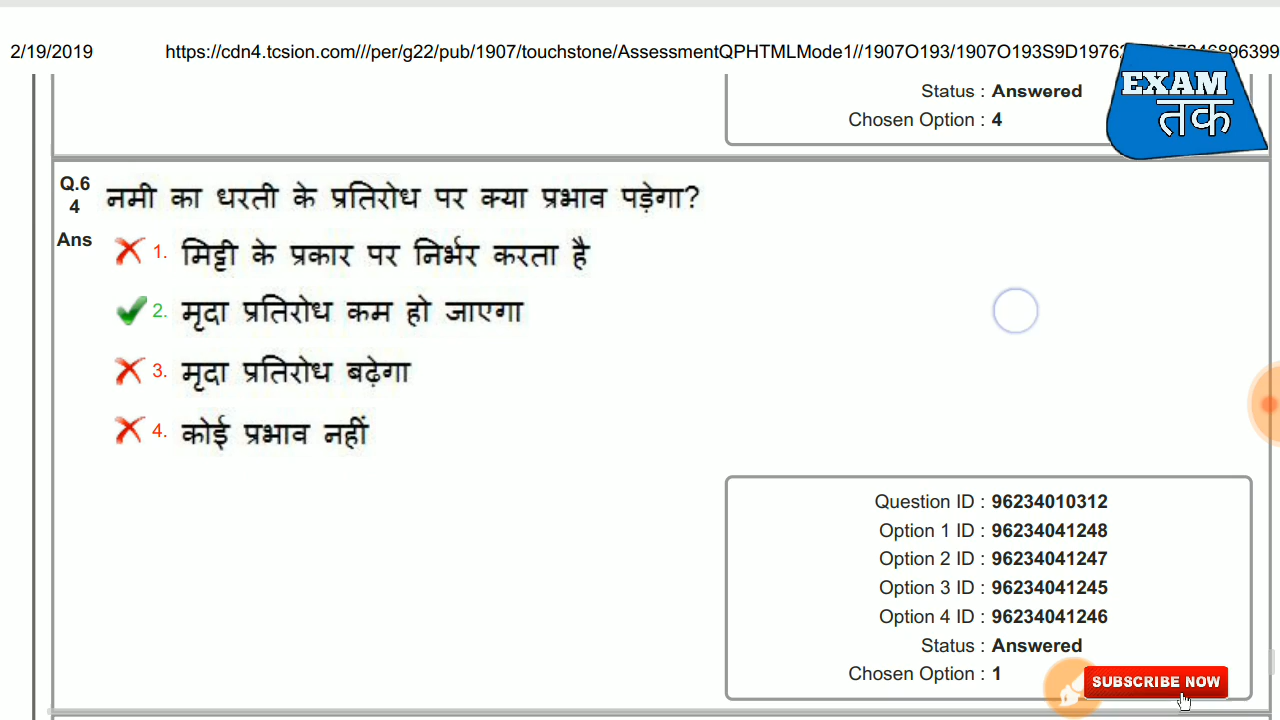 2/19/2019 https://cdn4.tcsion.com///per/g22/pub/1907/touchstone/AssessmentQPHTMLMode1//1907O193/1907O193S9D1976
EXAM
तक
Status : Answered
Chosen Option : 4
Q.6
4
नमी का धरती के प्रतिरोध पर क्या प्रभाव पड़ेगा?
Ans
1. मिट्टी के प्रकार पर निर्भर करता है
2. मृदा प्रतिरोध कम हो जाएगा
3. मृदा प्रतिरोध बढ़ेगा
4. कोई प्रभाव नहीं
Question ID : 96234010312
Option 1 ID : 96234041248
Option 2 ID : 96234041247
Option 3 ID : 96234041245
Option 4 ID : 96234041246
Status : Answered
Chosen Option : 1
SUBSCRIBE NOW